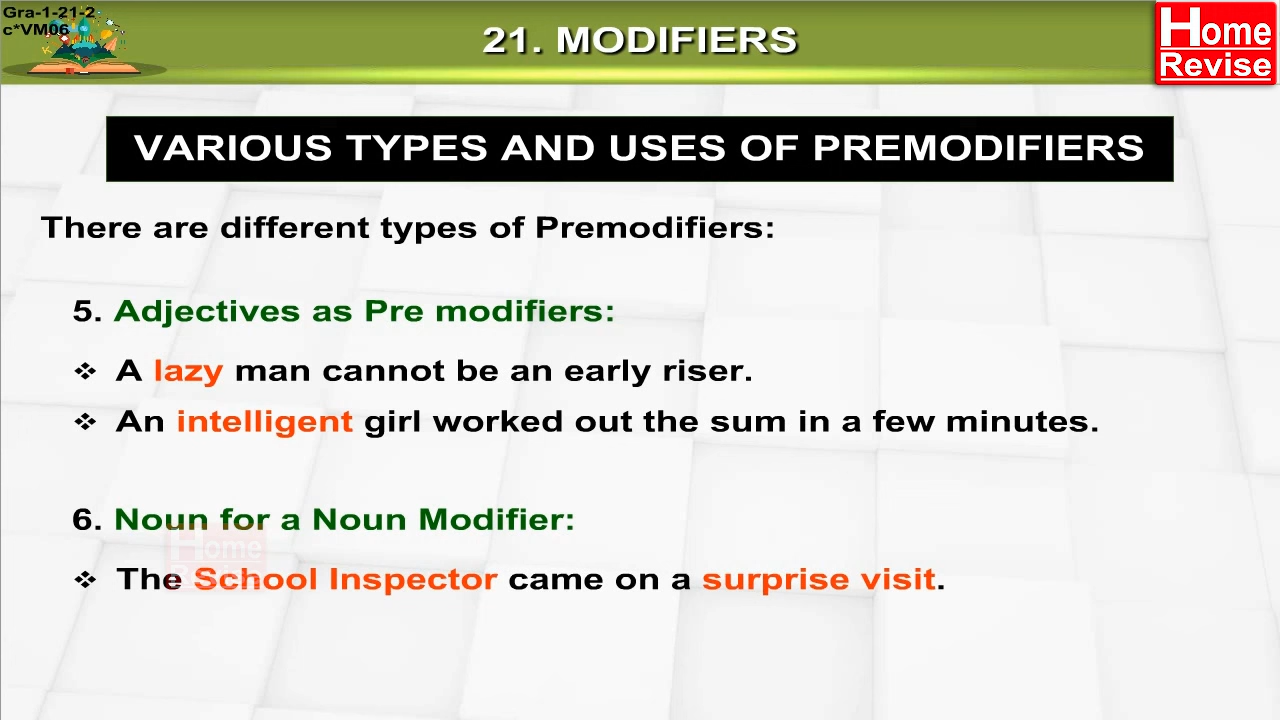 Gra-1-21-2
c*VM06
21. MODIFIERS
Home
Revise
VARIOUS TYPES AND USES OF PREMODIFIERS
There are different types of Premodifiers:
5. Adjectives as Pre modifiers:
❖ A lazy man cannot be an early riser.
❖ An intelligent girl worked out the sum in a few minutes.
6. Noun for a Noun Modifier:
Home
Revise
❖ The School Inspector came on a surprise visit.